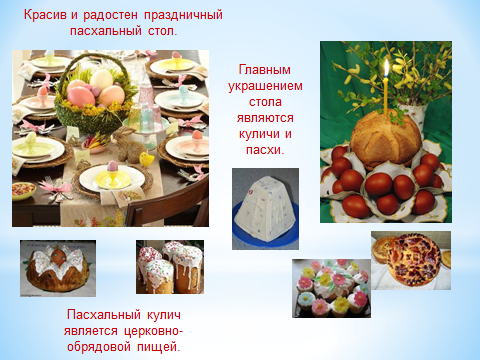 Красив и радостен праздничный
пасхальный стол.
Главным
украшением
стола
являются
куличи и
пасхи.
Пасхальный кулич
является церковно-
обрядовой пищей.